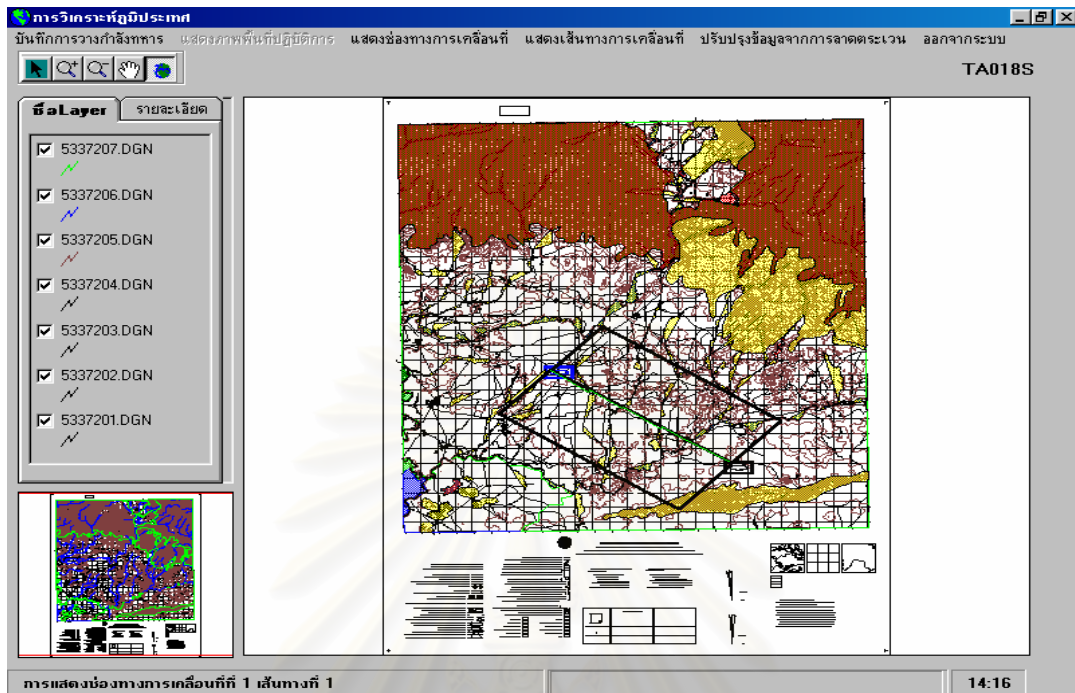 การวิเคราะห์ภูมิประเทศ
บันทึกการวางกำลังทหาร แสดงภาพพื้นที่ปฏิบัติการ แสดงช่องทางการเคลื่อนที่ แสดงเส้นทางการเคลื่อนที่ ปรับปรุงข้อมูลจากการลาดตระเวน ออกจากระบบ
TA018S
ชื่อLayer รายละเอียด
5337207.DGN
5337206.DGN
5337205.DGN
5337204.DGN
5337203.DGN
5337202.DGN
5337201.DGN
การแสดงช่องทางการเคลื่อนที่ที่ 1 เส้นทางที่ 1
14:16